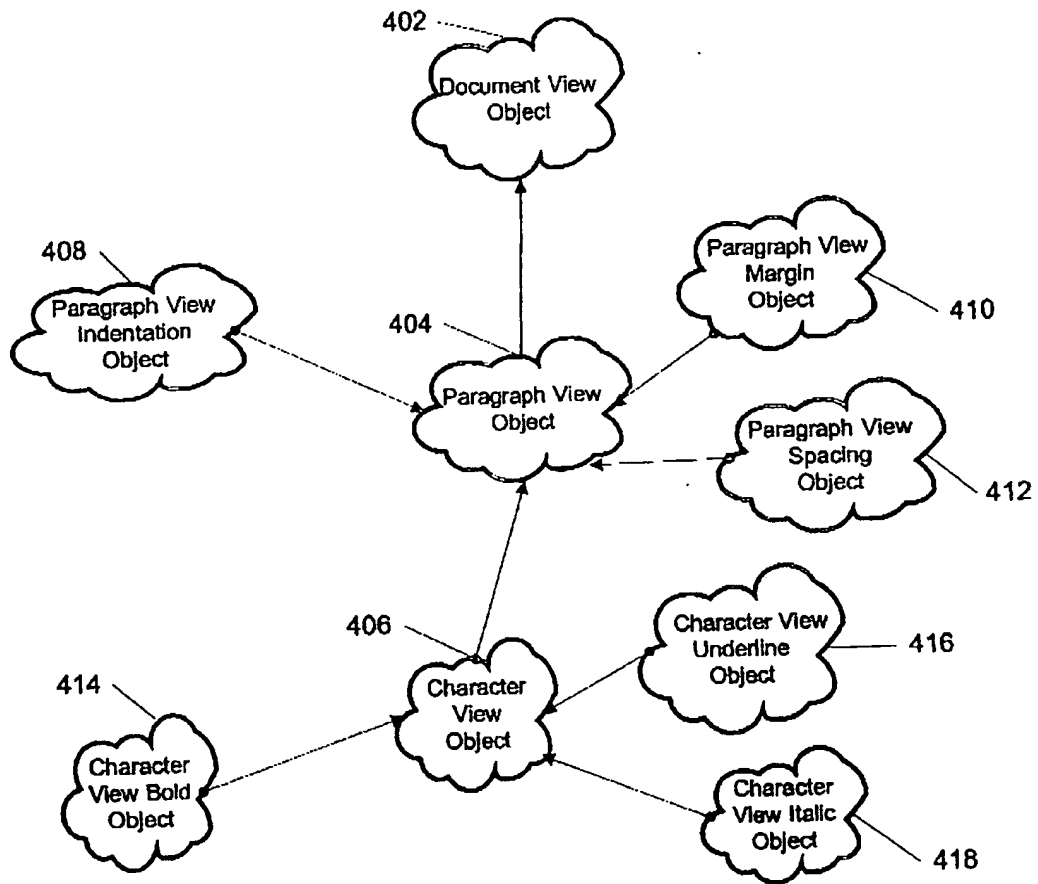 402
Document View
Object
408
Paragraph View
Indentation
Object
404
Paragraph View
Object
Paragraph View
Margin
Object
410
Paragraph View
Spacing
Object
412
406
Character
View
Object
Character View
Underline
Object
416
414
Character
View Bold
Object
Character
View Italic
Object
418